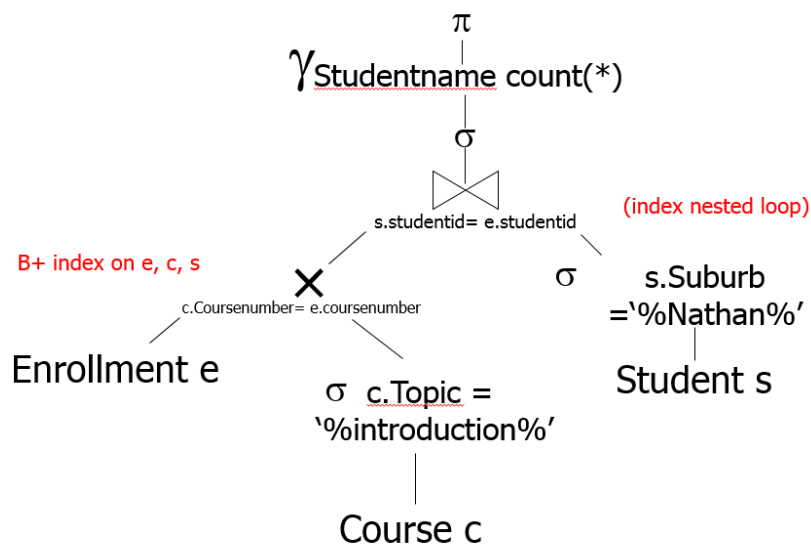 π
γStudentname count(*)
σ
s.studentid= e.studentid
(index nested loop)
B+ index on e, c, s
×
c.Coursenumber= e.coursenumber
σ s.Suburb
=‘%Nathan%’
Enrollment e
Student s
σ c.Topic =
‘%introduction%’
Course c